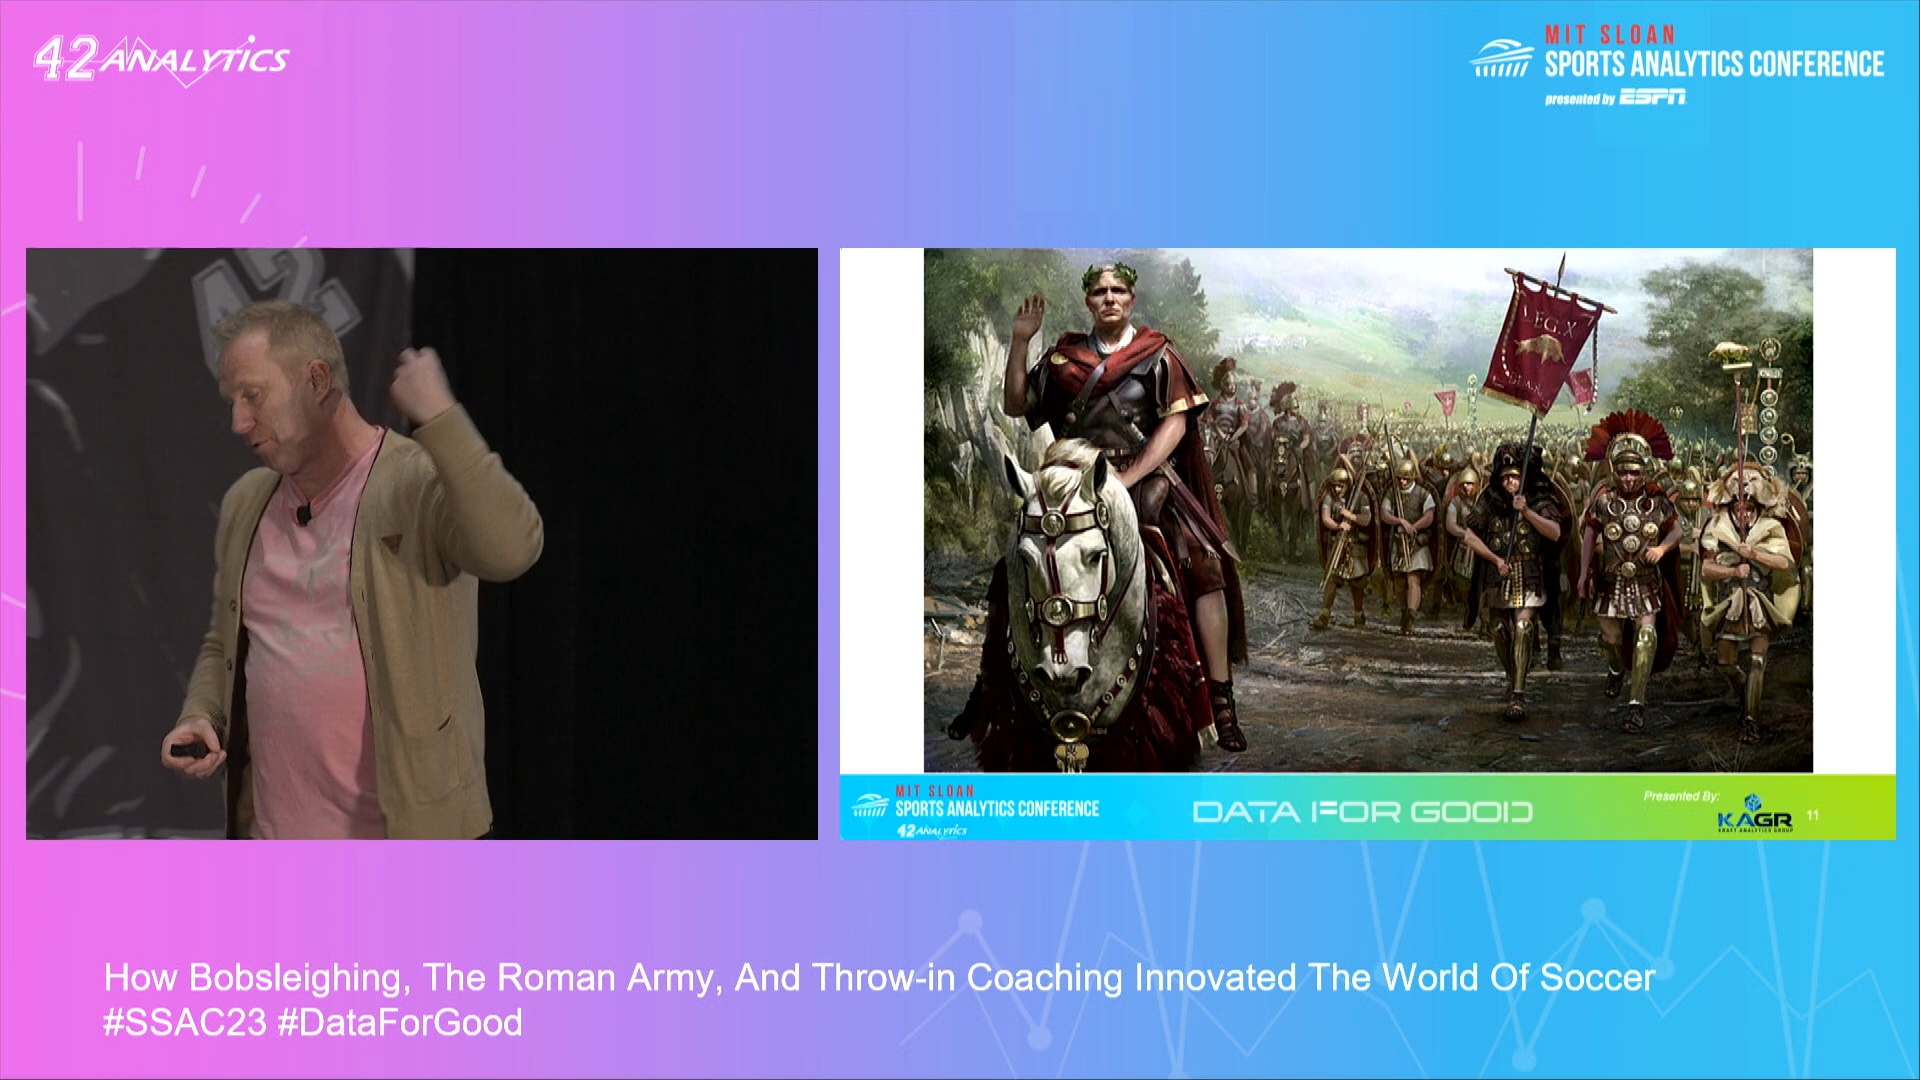 42 ANALYTICS
MIT SLOAN
SPORTS ANALYTICS CONFERENCE
presented by ESPN
42
LEG·X
MIT SLOAN
SPORTS ANALYTICS CONFERENCE
42 ANALYTICS
DATA FOR GOOD
Presented By:
KAGR
KRAFT ANALYTICS GROUP
11
How Bobsleighing, The Roman Army, And Throw-in Coaching Innovated The World Of Soccer
#SSAC23 #DataForGood